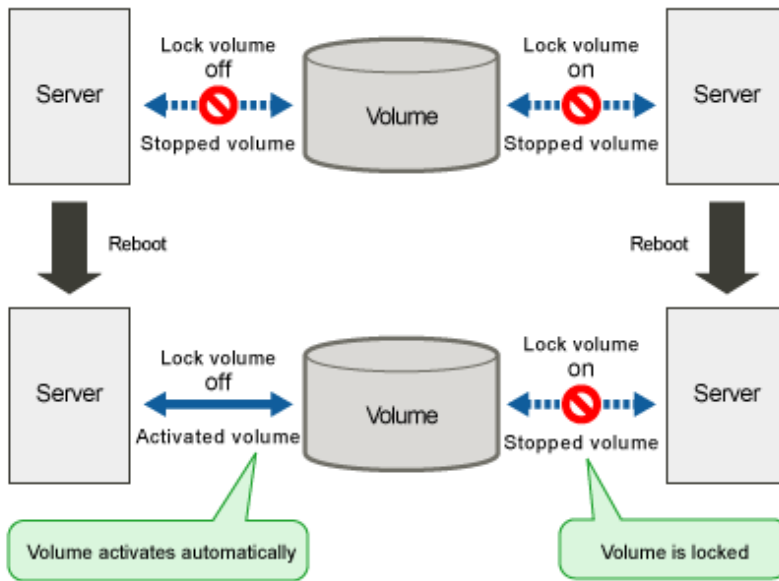 Lock volume
off
Lock volume
on
Server
Volume
Server
Stopped volume
Stopped volume
Reboot
Reboot
Lock volume
off
Lock volume
on
Server
Volume
Server
Activated volume
Stopped volume
Volume activates automatically
Volume is locked